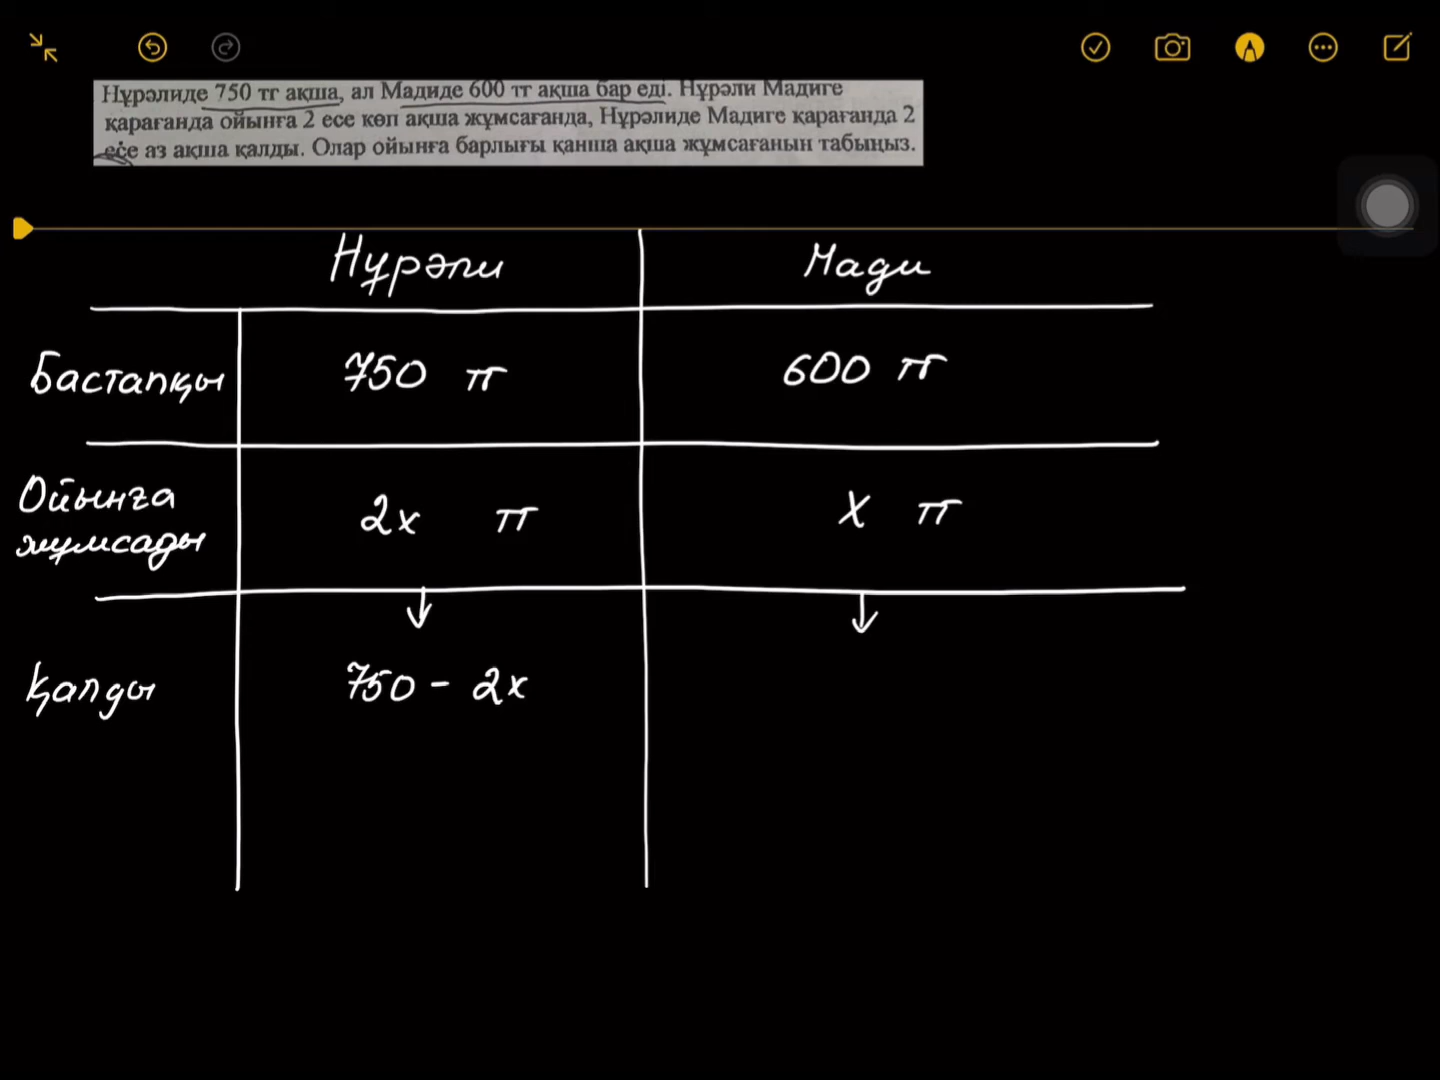 Нұрәлиде 750 тг ақша, ал Мадиде 600 тг ақша бар еді. Нұрәли Мадиге
қарағанда ойынға 2 есе көп ақша жұмсағанда, Нұрәлиде Мадиге қарағанда 2
есе аз ақша қалды. Олар ойынға барлығы қанша ақша жұмсағанын табыңыз.
Нұрәли Мади
Бастапқы 750 тг 600 тг
Ойынға
жұмсады 2x тг x тг
Қалды 750 - 2x